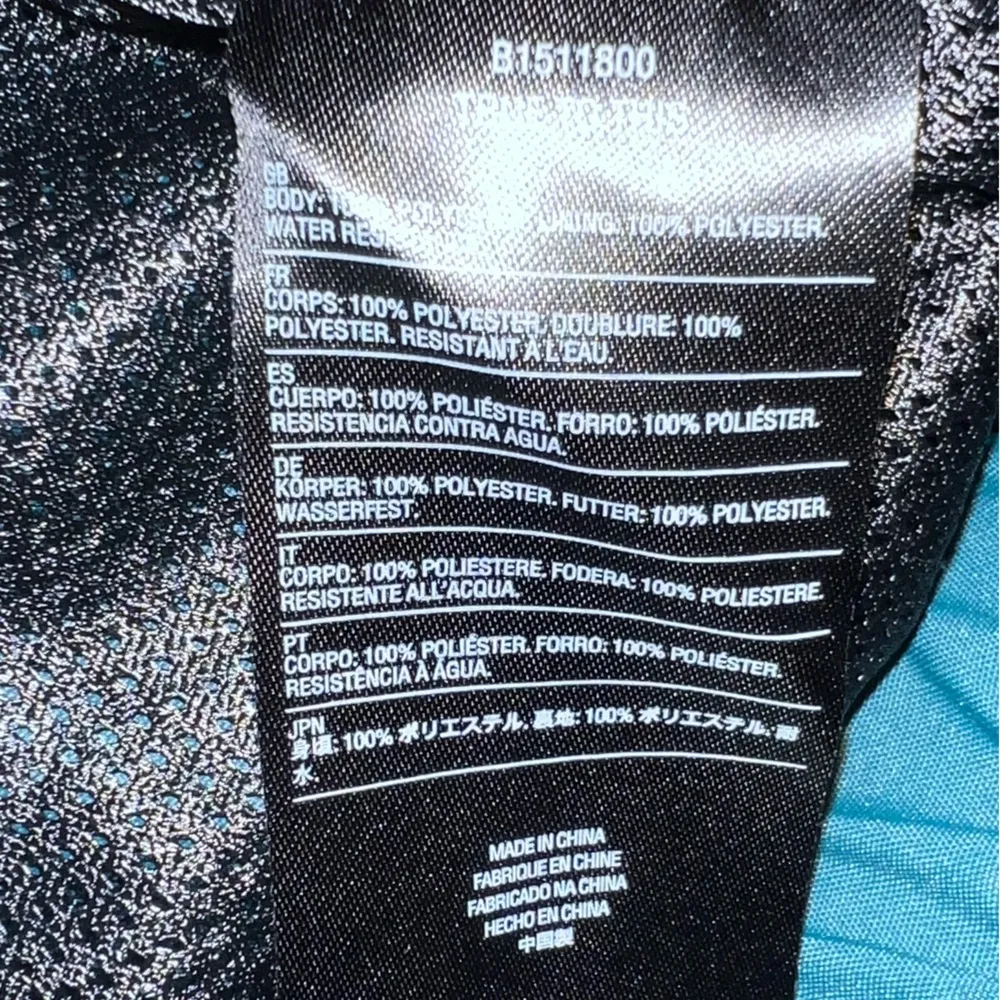 B1511800
TRUE TO THIS
GB
BODY: LINING: 100% POLYESTER.
WATER
FR
CORPS: 100% POLYESTER. DOUBLURE: 100%
POLYESTER. RESISTANT À L'EAU.
ES
CUERPO: 100% POLIÉSTER. FORRO: 100% POLIÉSTER.
RESISTENCIA CONTRA AGUA.
DE
KÖRPER: 100% POLYESTER. FUTTER: 100% POLYESTER.
WASSERFEST.
IT
CORPO: 100% POLIESTERE. FODERA: 100% POLIESTERE.
RESISTENTE ALL'ACQUA.
PT
CORPO: 100% POLIÉSTER. FORRO: 100% POLIÉSTER.
RESISTÊNCIA A ÁGUA.
JPN
身頃: 100% ポリエステル. 裏地: 100% ポリエステル. 耐
水.
MADE IN CHINA
FABRIQUE EN CHINE
FABRICADO NA CHINA
HECHO EN CHINA
中国製